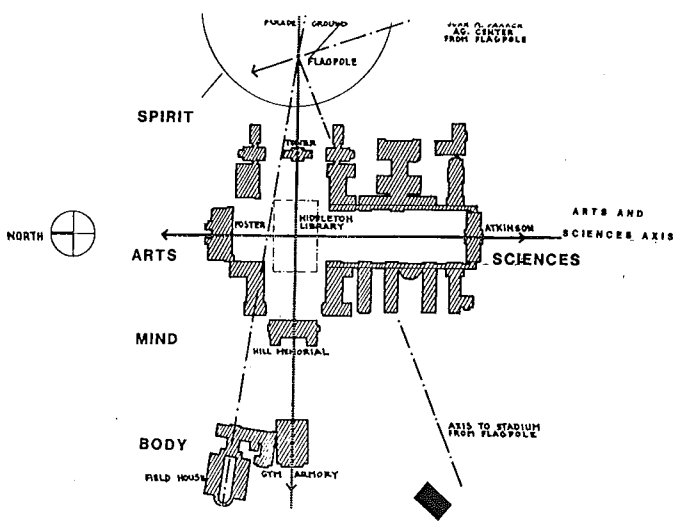 PARADE GROUND
JOHN M. PARKER
AG. CENTER
FROM FLAGPOLE
FLAGPOLE
SPIRIT
TOWER
NORTH
FOSTER
MIDDLETON
LIBRARY
ATKINSON
ARTS AND
SCIENCES AXIS
ARTS
SCIENCES
MIND
HILL MEMORIAL
BODY
AXIS TO STADIUM
FROM FLAGPOLE
FIELD HOUSE
GYM
ARMORY